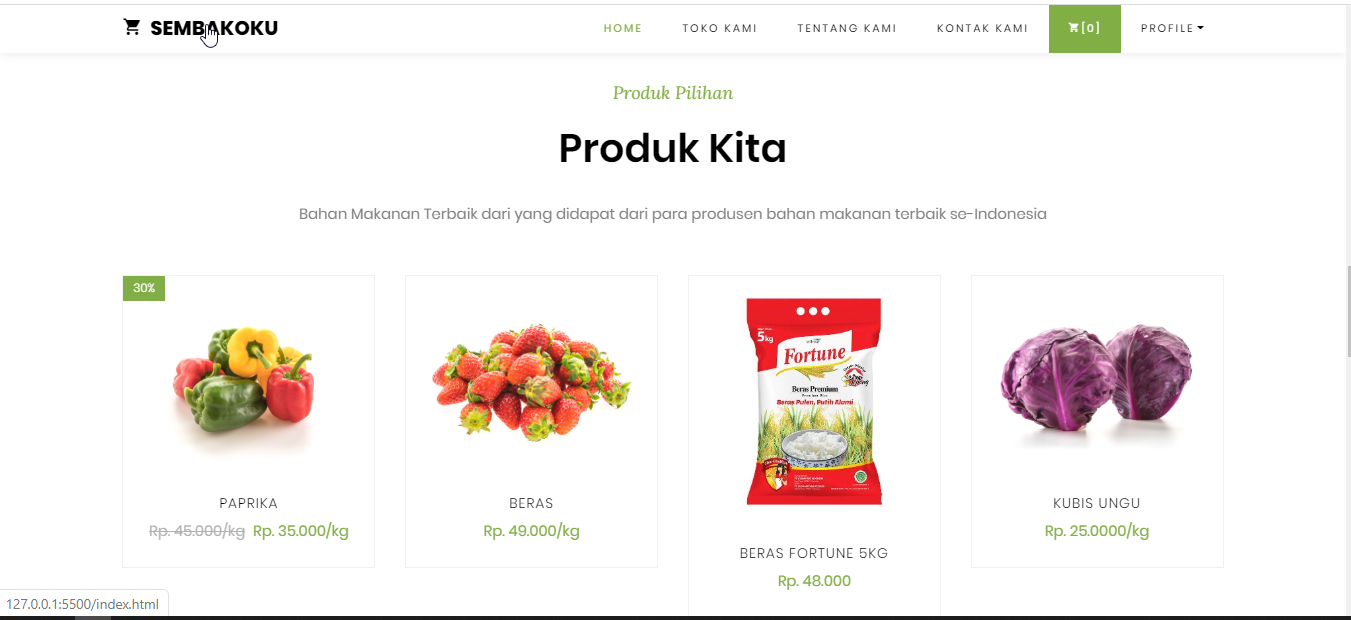 SEMBAKOKU
HOME TOKO KAMI TENTANG KAMI KONTAK KAMI [0] PROFILE
Produk Pilihan
Produk Kita
Bahan Makanan Terbaik dari yang didapat dari para produsen bahan makanan terbaik se-Indonesia
30%
PAPRIKA
Rp. 45.000/kg Rp. 35.000/kg
BERAS
Rp. 49.000/kg
5kg
Fortune
Beras Premium
Beras Pulen, Putih Alami
BERAS FORTUNE 5KG
Rp. 48.000
KUBIS UNGU
Rp. 25.0000/kg
127.0.0.1:5500/index.html